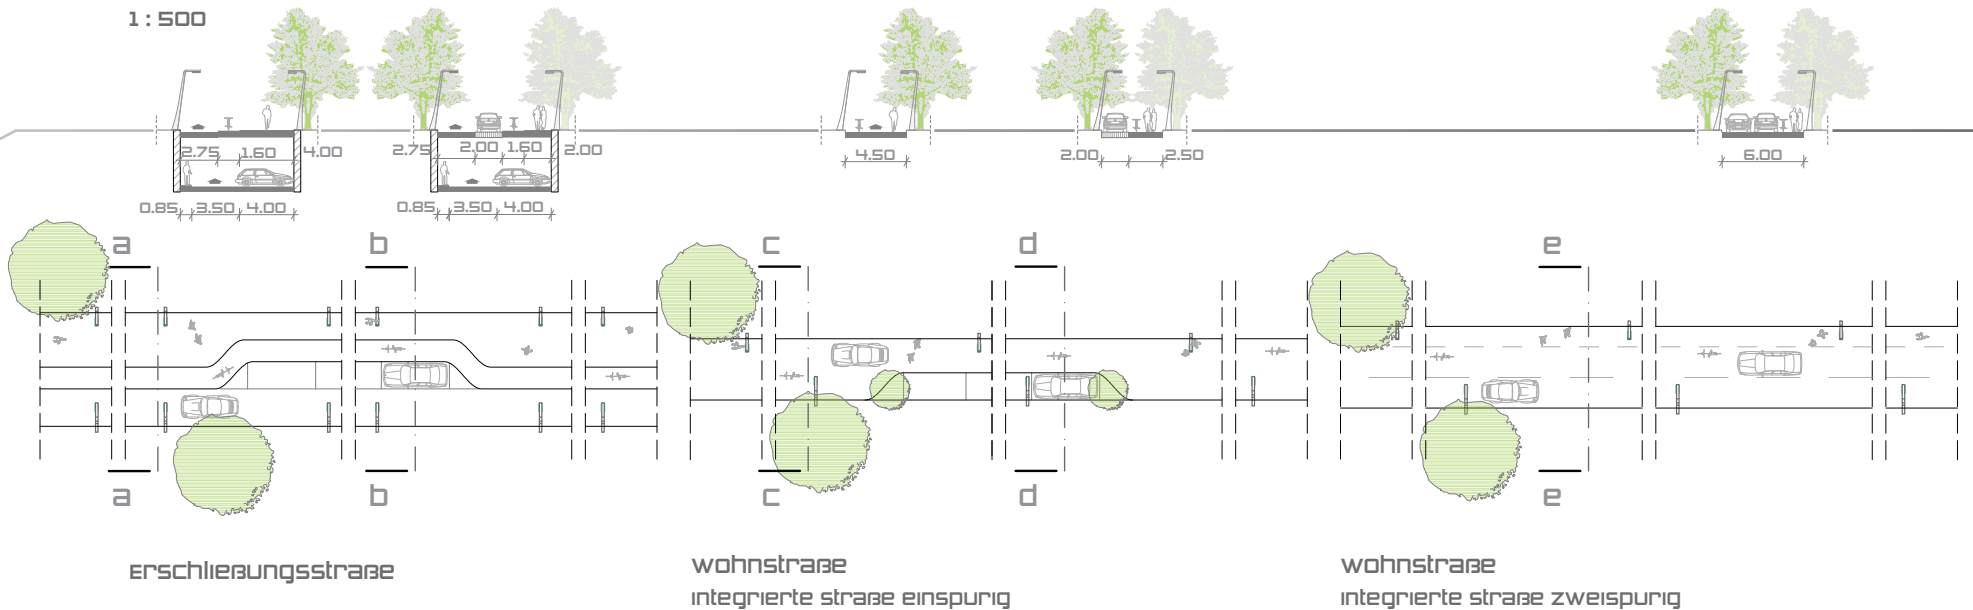 1:500
2.75 1.60 4.00
2.75 2.00 1.60 2.00
4.50
2.00 2.50
6.00
0.85 3.50 4.00
0.85 3.50 4.00
a b c d e
a b c d e
Erschließungsstraße
wohnstraße
integrierte straße einspurig
wohnstraße
integrierte straße zweispurig